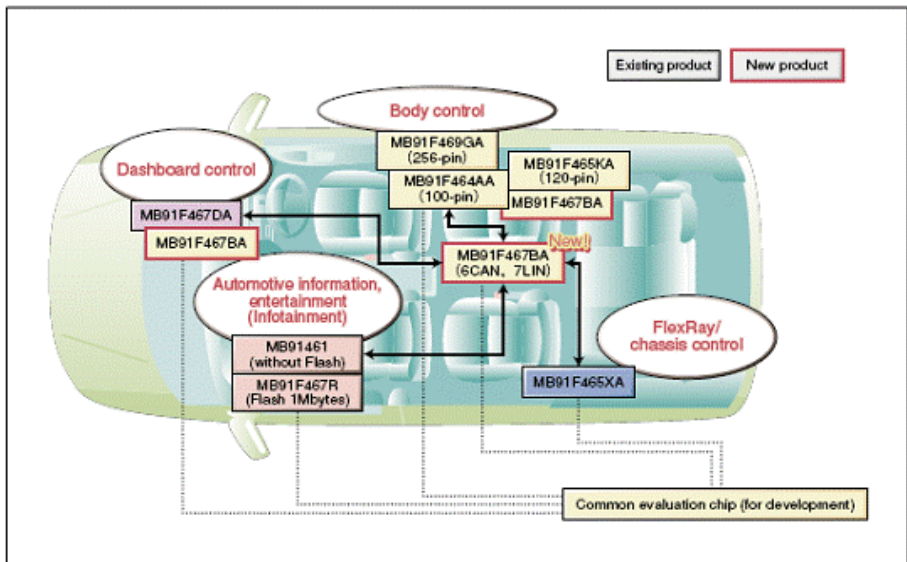 Existing product
New product
Body control
MB91F469GA
(256-pin)
MB91F464AA
(100-pin)
MB91F465KA
(120-pin)
MB91F467BA
Dashboard control
MB91F467DA
MB91F467BA
New!
MB91F467BA
(6CAN、7LIN)
Automotive information,
entertainment
(Infotainment)
MB91461
(without Flash)
MB91F467R
(Flash 1Mbytes)
FlexRay/
chassis control
MB91F465XA
Common evaluation chip (for development)